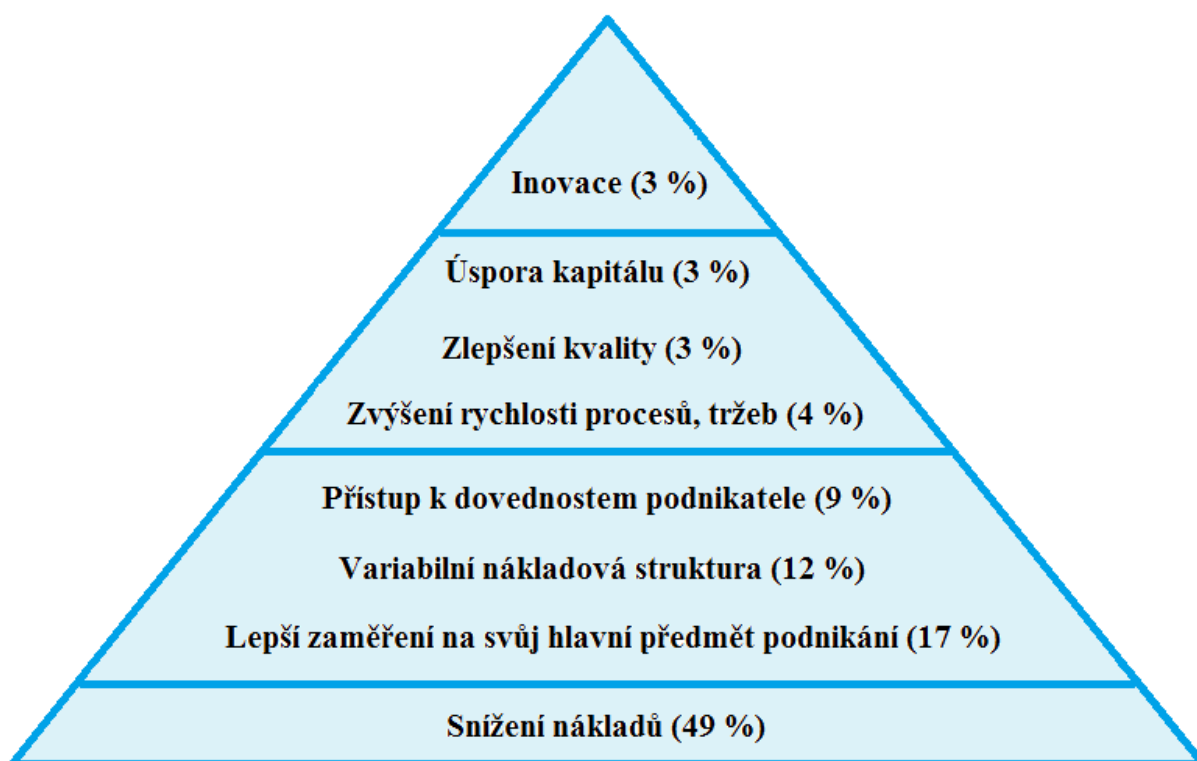 Inovace (3 %)
Úspora kapitálu (3 %)
Zlepšení kvality (3 %)
Zvýšení rychlosti procesů, tržeb (4 %)
Přístup k dovednostem podnikatele (9 %)
Variabilní nákladová struktura (12 %)
Lepší zaměření na svůj hlavní předmět podnikání (17 %)
Snížení nákladů (49 %)